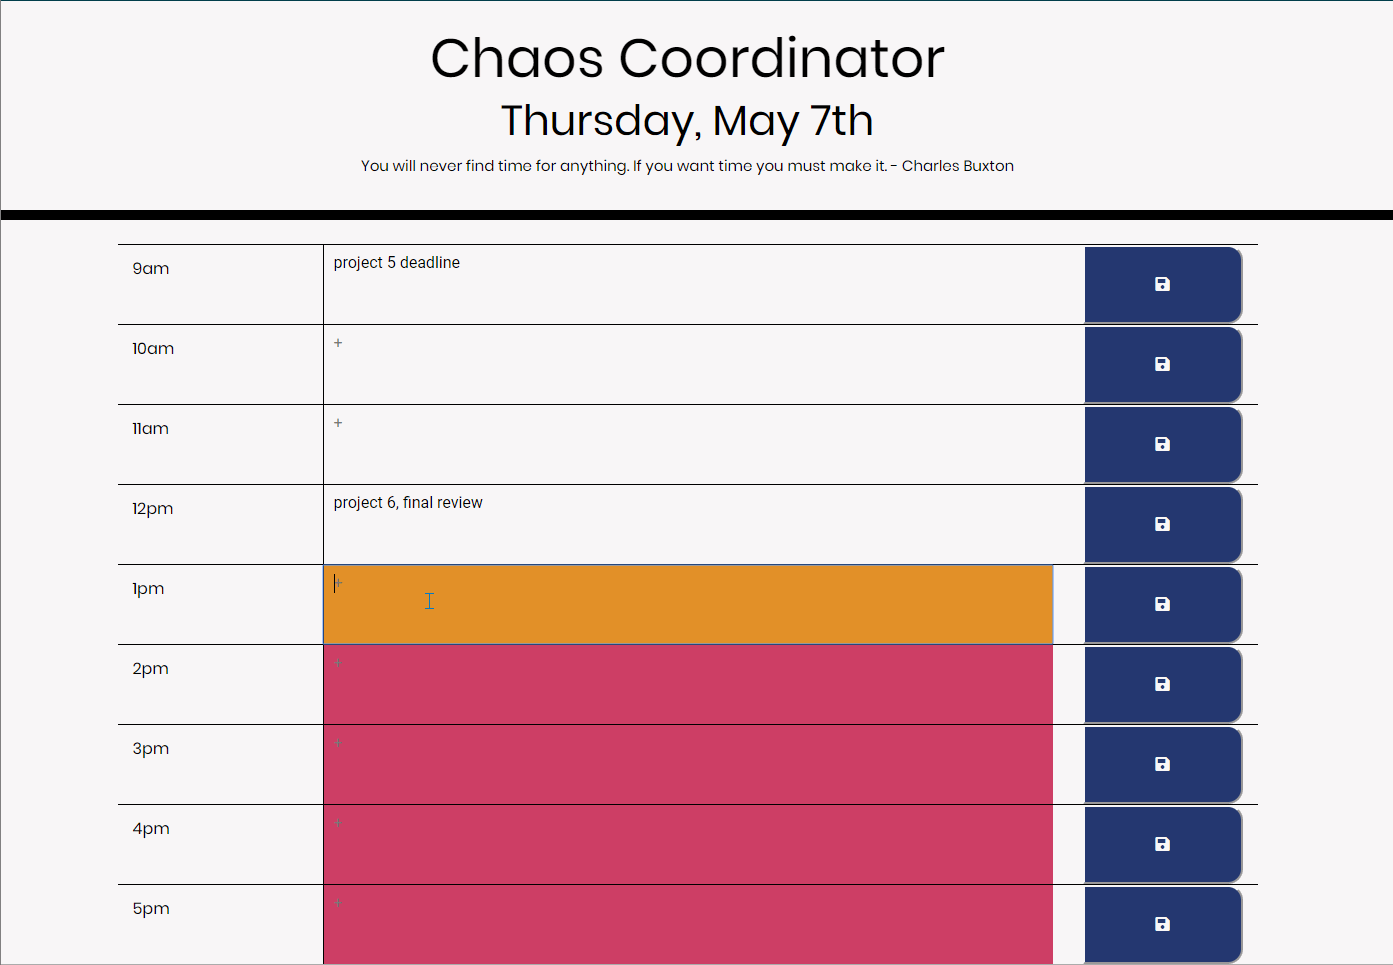 Chaos Coordinator
Thursday, May 7th
You will never find time for anything. If you want time you must make it. - Charles Buxton
9am
project 5 deadline
10am
+
11am
+
12pm
project 6, final review
1pm
+
2pm
+
3pm
+
4pm
+
5pm
+